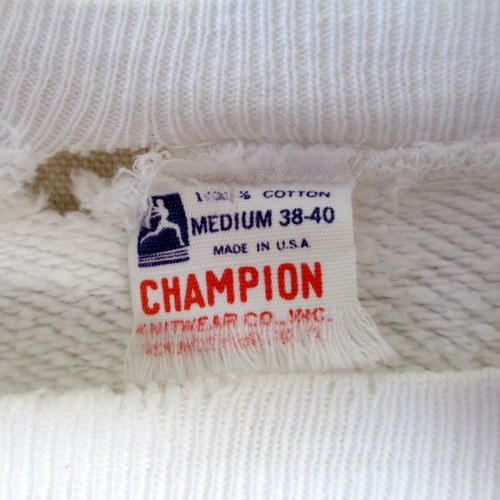 % COTTON
MEDIUM 38-40
MADE IN U.S.A.
CHAMPION
KNITWEAR CO., INC.